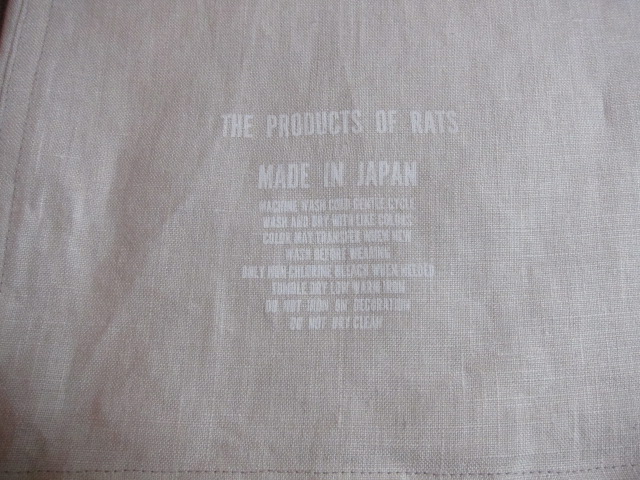 THE PRODUCTS OF RATS
MADE IN JAPAN
MACHINE WASH COLD GENTLE CYCLE
WASH AND DRY WITH LIKE COLORS
COLOR MAY TRANSFER WHEN NEW
WASH BEFORE WEARING
ONLY NON CHLORINE BLEACH WHEN NEEDED
TUMBLE DRY LOW WARM IRON
DO NOT IRON ON DECORATION
DO NOT DRY CLEAN